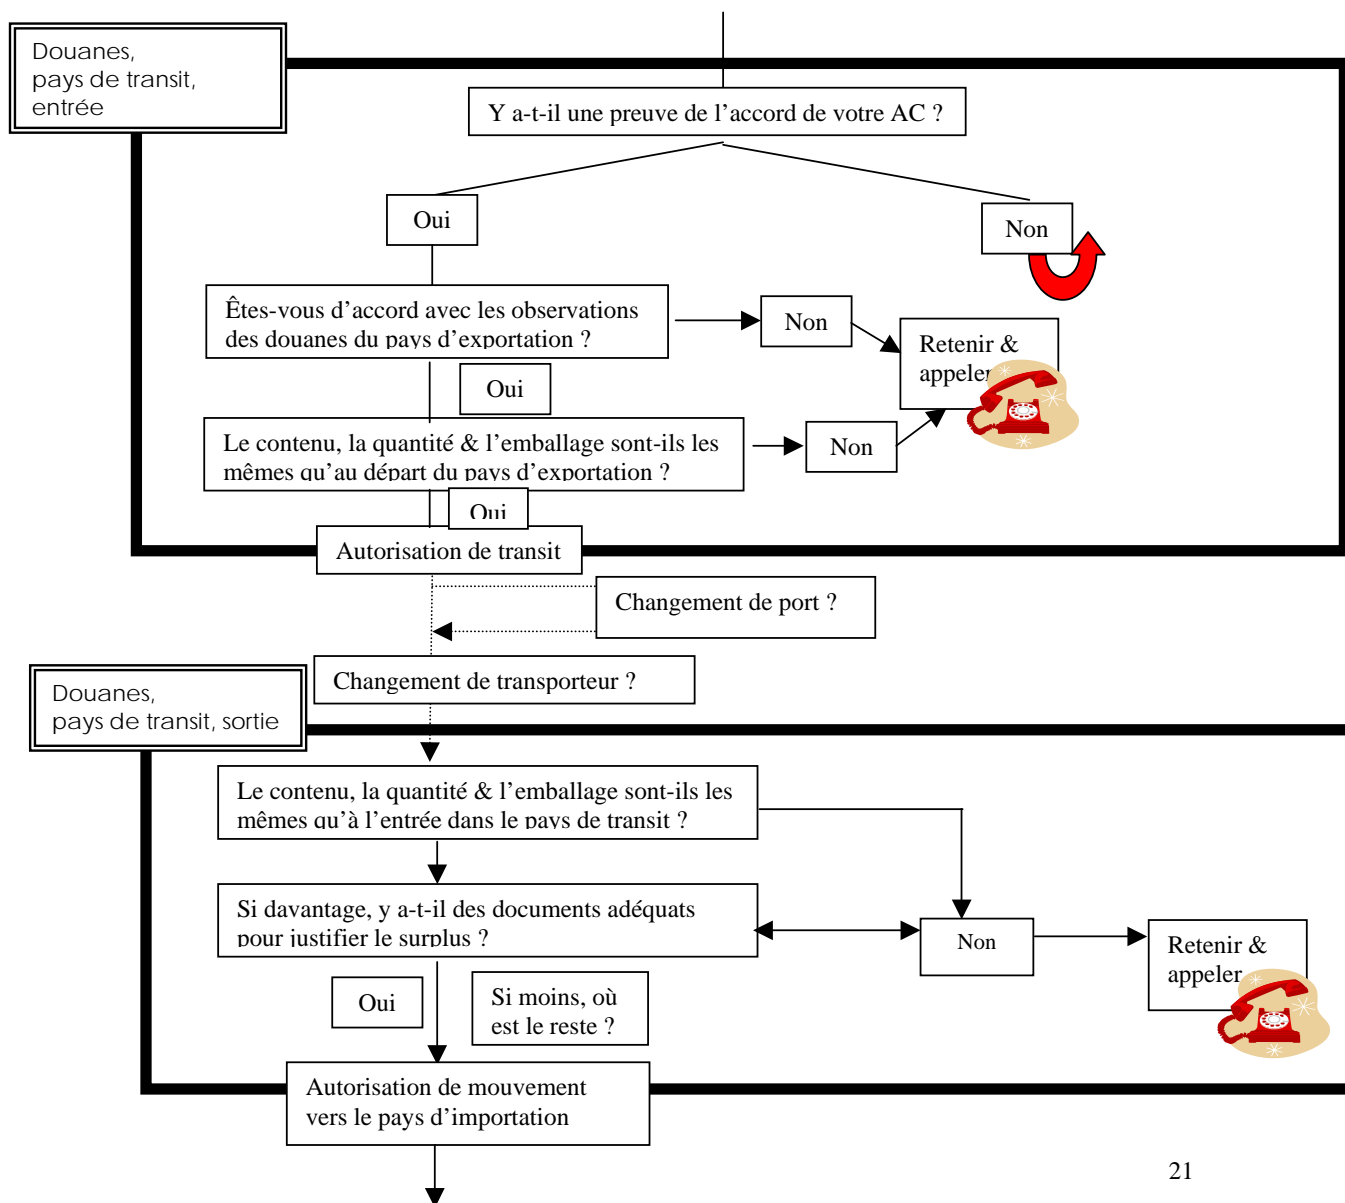 Douanes,
pays de transit,
entrée
Y a-t-il une preuve de l’accord de votre AC ?
Oui
Non
Êtes-vous d’accord avec les observations
des douanes du pays d’exportation ?
Non
Retenir &
appeler
Oui
Le contenu, la quantité & l’emballage sont-ils les
mêmes qu’au départ du pays d’exportation ?
Non
Oui
Autorisation de transit
Changement de port ?
Changement de transporteur ?
Douanes,
pays de transit, sortie
Le contenu, la quantité & l’emballage sont-ils les
mêmes qu’à l’entrée dans le pays de transit ?
Si davantage, y a-t-il des documents adéquats
pour justifier le surplus ?
Non
Retenir &
appeler
Oui
Si moins, où
est le reste ?
Autorisation de mouvement
vers le pays d’importation
21